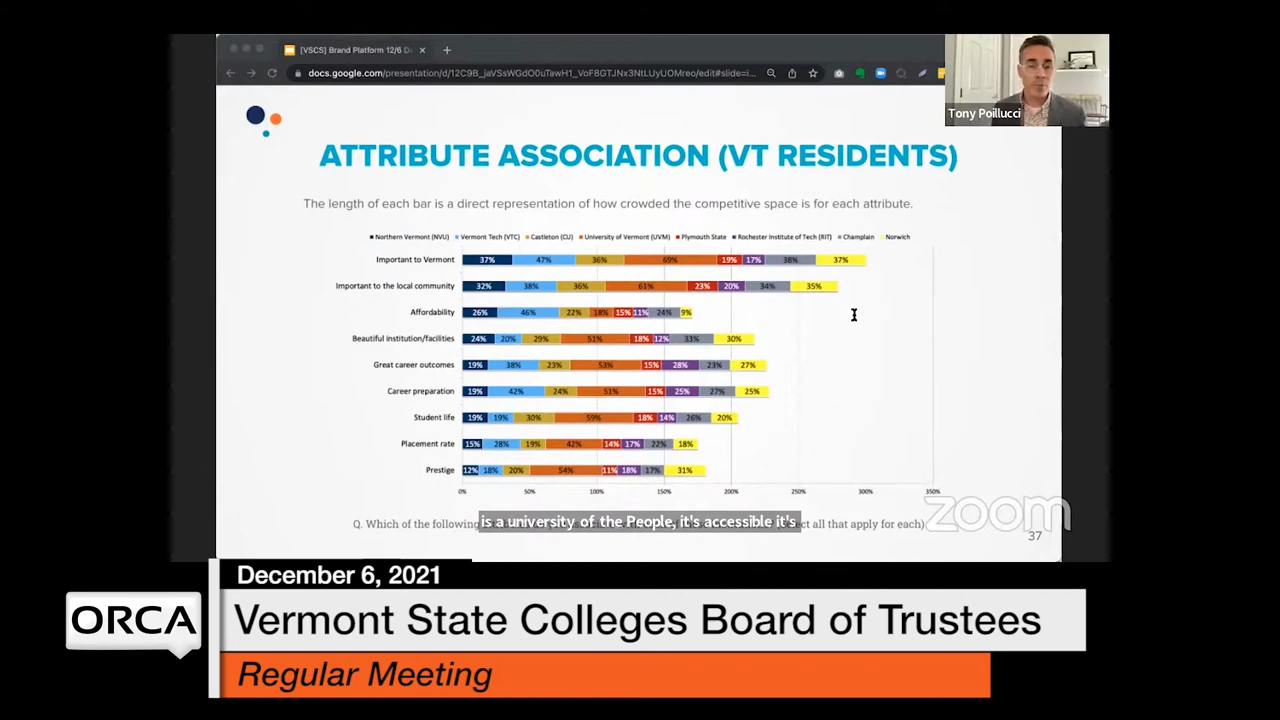 [VSCS] Brand Platform 12/6 D
docs.google.com/presentation/d/12C9B_jaVSsWGdO0uTawH1_VoF8GTJNx3NtLUyUOMreo/edit#slide=i...
Tony Poillucci
ATTRIBUTE ASSOCIATION (VT RESIDENTS)
The length of each bar is a direct representation of how crowded the competitive space is for each attribute.
Northern Vermont (NVU) Vermont Tech (VTC) Castleton (CU) University of Vermont (UVM) Plymouth State Rochester Institute of Tech (RIT) Champlain Norwich
Important to Vermont 37% 47% 36% 69% 19% 17% 38% 37%
Important to the local community 32% 38% 36% 61% 23% 20% 34% 35%
Affordability 26% 46% 22% 18% 15% 11% 24% 9%
Beautiful institution/facilities 24% 20% 29% 51% 18% 12% 33% 30%
Great career outcomes 19% 38% 23% 53% 15% 28% 23% 27%
Career preparation 19% 42% 24% 51% 15% 25% 27% 25%
Student life 19% 19% 30% 59% 18% 14% 26% 20%
Placement rate 15% 28% 19% 42% 14% 17% 22% 18%
Prestige 12% 18% 20% 54% 11% 18% 17% 31%
0% 50% 100% 150% 200% 250% 300% 350%
Q. Which of the following
is a university of the People, it's accessible it's
ect all that apply for each)
zoom
37
December 6, 2021
ORCA
Vermont State Colleges Board of Trustees
Regular Meeting